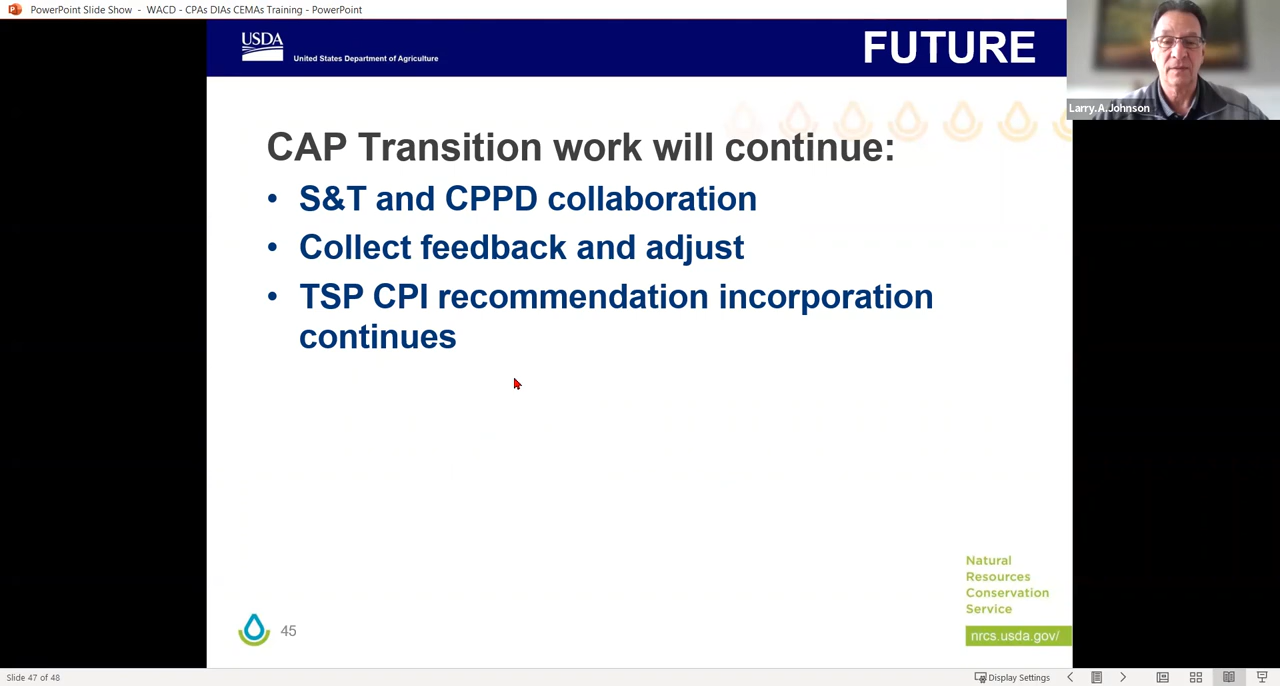 PowerPoint Slide Show - WACD - CPAs DIAs CEMAs Training - PowerPoint
USDA
United States Department of Agriculture
FUTURE
Larry.A.Johnson
CAP Transition work will continue:
• S&T and CPPD collaboration
• Collect feedback and adjust
• TSP CPI recommendation incorporation
continues
Natural
Resources
Conservation
Service
nrcs.usda.gov/
45
Slide 47 of 48
Display Settings